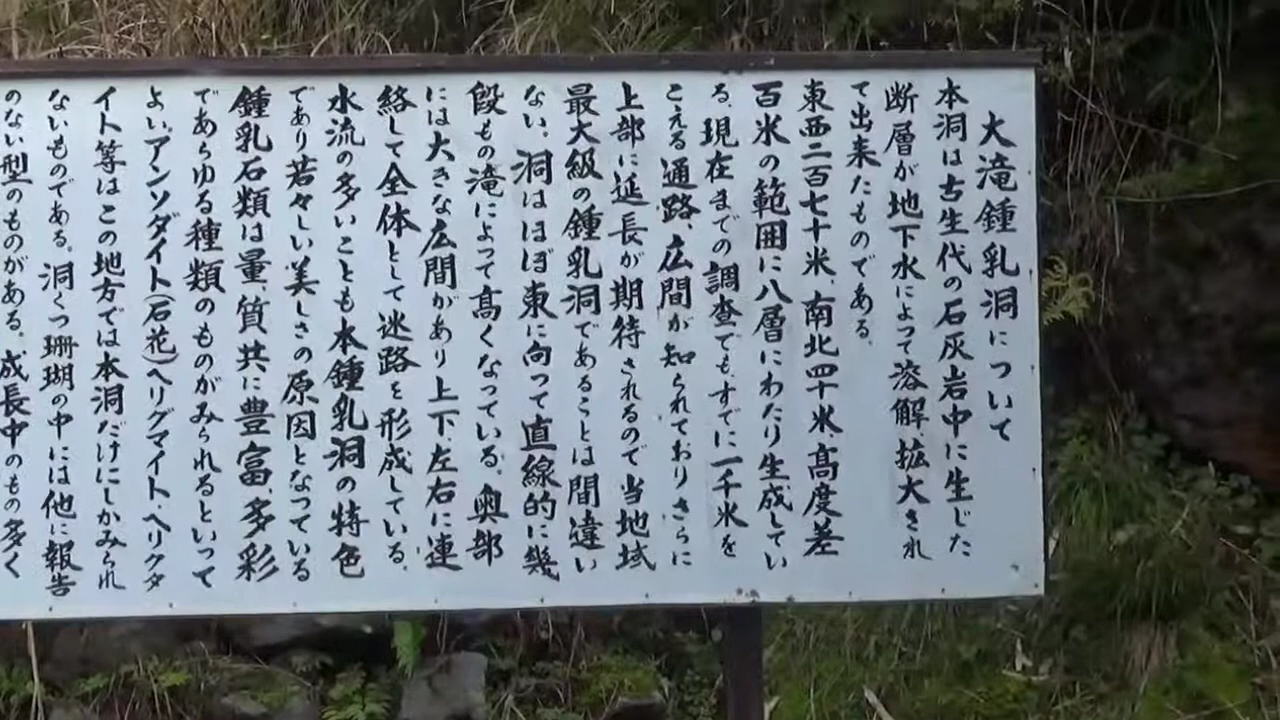 大滝鍾乳洞について
本洞は古生代の石灰岩中に生じた
断層が地下水によって溶解拡大され
て出来たものである。
東西二百七十米、南北四十米、高度差
百米の範囲に八層にわたり生成してい
る、現在までの調査でも、すでに一千米を
こえる通路、広間が知られておりさらに
上部に延長が期待されるので当地域
最大級の鍾乳洞であることは間違い
ない。洞はほぼ東に向って直線的に幾
段もの滝によって高くなっている。奥部
には大きな広間があり上下、左右に連
絡して全体として迷路を形成している。
水流の多いことも本鍾乳洞の特色
であり若々しい美しさの原因となっている
鍾乳石類は量、質共に豊富、多彩
であらゆる種類のものがみられるといって
よい。アンソダイト(石花)ヘリグマイト、ヘリクタ
イト等はこの地方では本洞だけにしかみられ
ないものである。洞くつ珊瑚の中には他に報告
のない型のものがある。成長中のもの多く